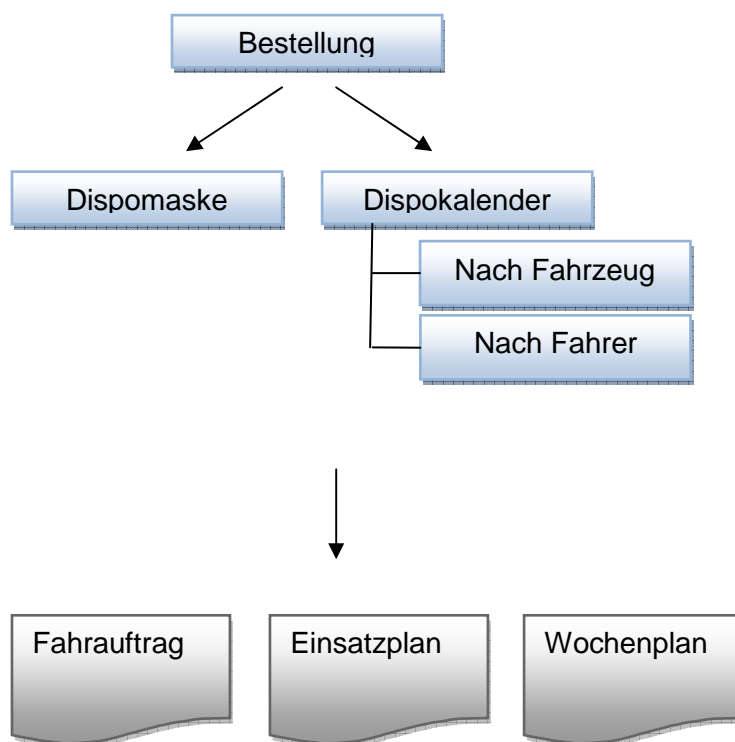 Bestellung
Dispomaske
Dispokalender
Nach Fahrzeug
Nach Fahrer
Fahrauftrag
Einsatzplan
Wochenplan